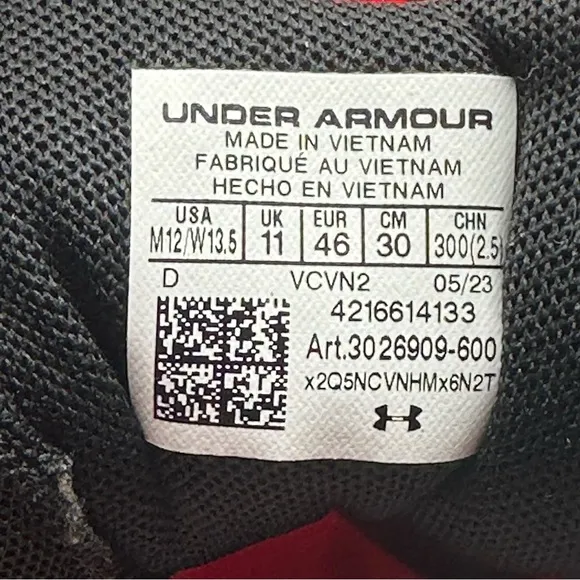 UNDER ARMOUR
MADE IN VIETNAM
FABRIQUÉ AU VIETNAM
HECHO EN VIETNAM
USA UK EUR CM CHN
M12/W13.5 11 46 30 300(2.5)
D VCVN2 05/23
4216614133
Art.3026909-600
x2Q5NCVNHMx6N2T